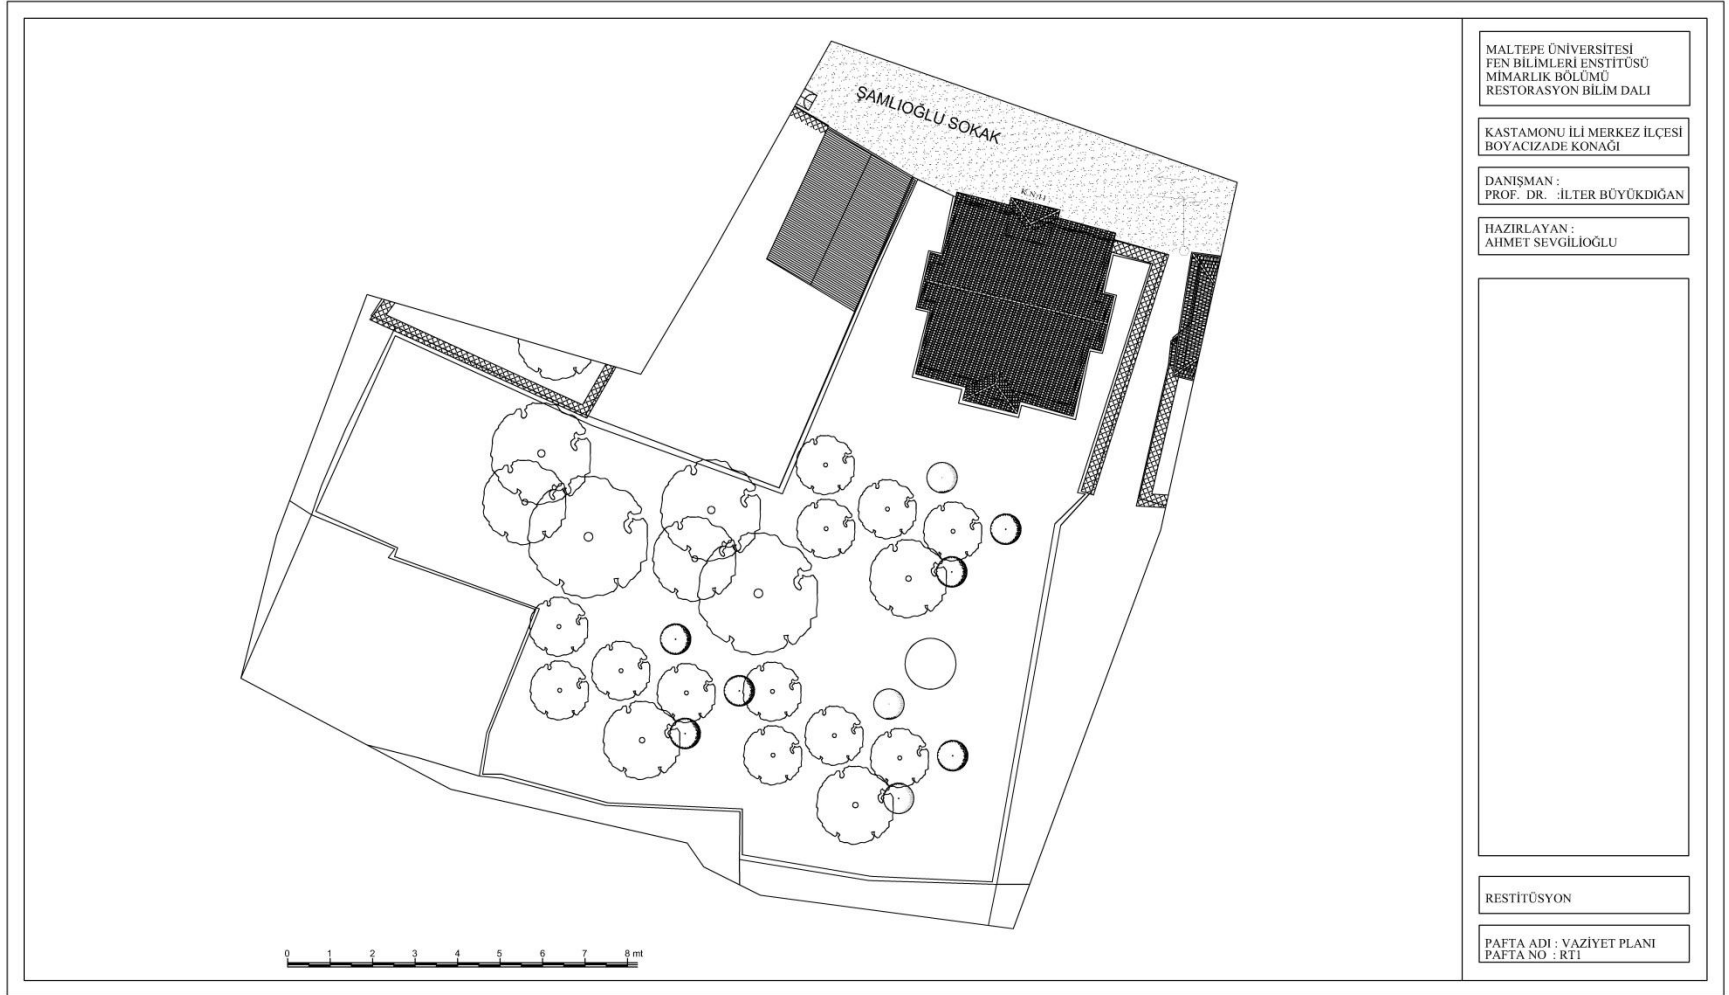 ŞAMLIOĞLU SOKAK
0 1 2 3 4 5 6 7 8 mt
MALTEPE ÜNİVERSİTESİ
FEN BİLİMLERİ ENSTİTÜSÜ
MİMARLIK BÖLÜMÜ
RESTORASYON BİLİM DALI
KASTAMONU İLİ MERKEZ İLÇESİ
BOYACIZADE KONAĞI
DANIŞMAN :
PROF. DR. :İLTER BÜYÜKDIĞAN
HAZIRLAYAN :
AHMET SEVGİLİOĞLU
RESTİTÜSYON
PAFTA ADI : VAZİYET PLANI
PAFTA NO : RT1